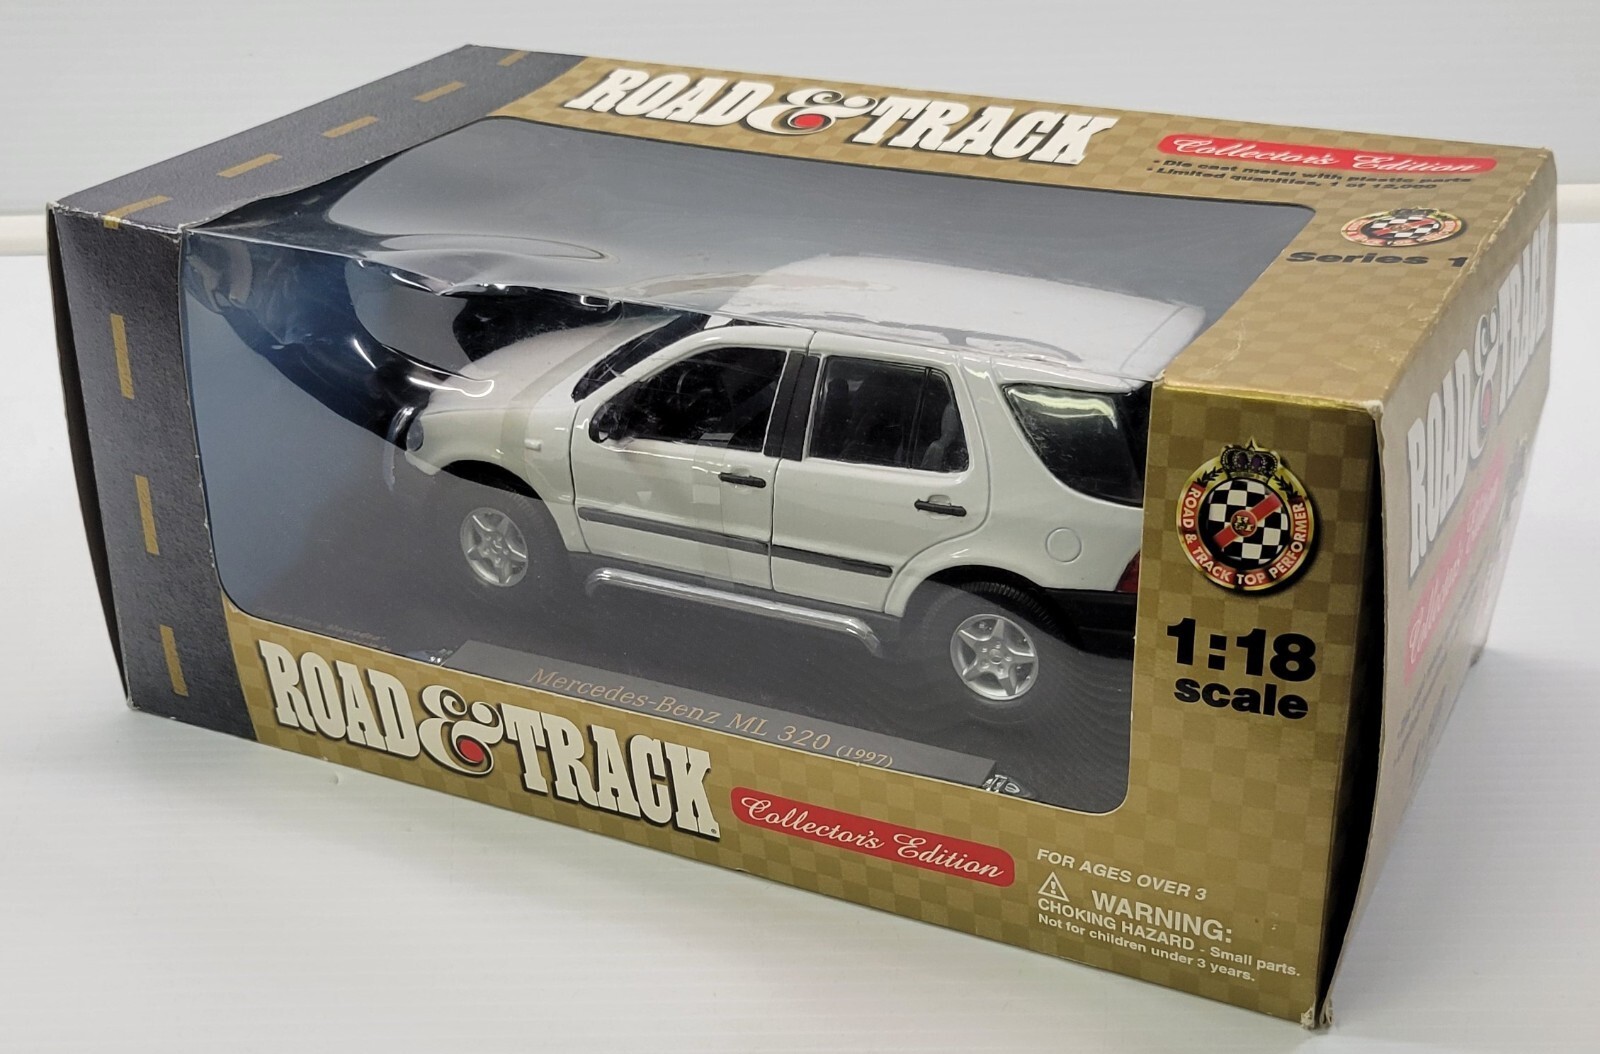 ROAD & TRACK
Collector's Edition
• Die cast metal with plastic parts
• Limited quantities, 1 of 12,000
Series 1
ROAD & TRACK
Collector's Edition
ROAD & TRACK TOP PERFORMER
R&T
1:18
scale
Mercedes-Benz ML 320 (1997)
ROAD & TRACK
Collector's Edition
FOR AGES OVER 3
WARNING:
CHOKING HAZARD - Small parts.
Not for children under 3 years.